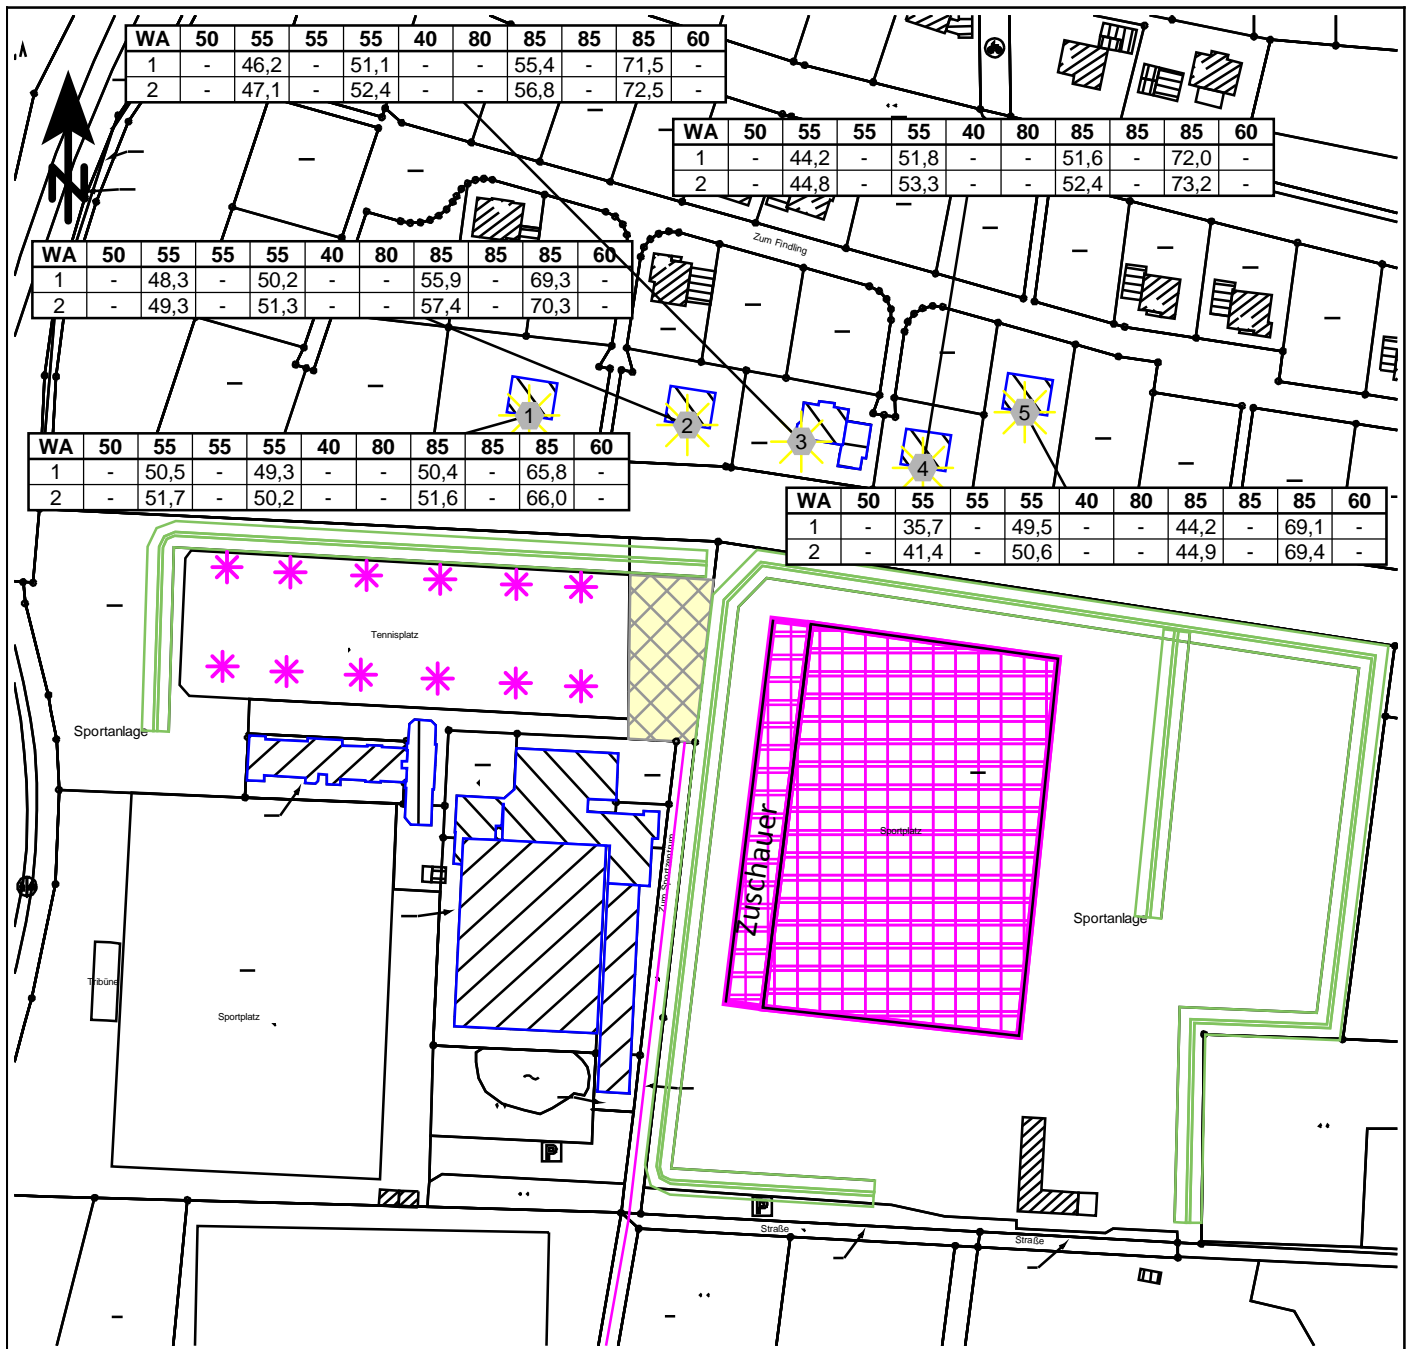 WA 50 55 55 55 40 80 85 85 85 60
1 - 46,2 - 51,1 - - 55,4 - 71,5 -
2 - 47,1 - 52,4 - - 56,8 - 72,5 -
WA 50 55 55 55 40 80 85 85 85 60
1 - 44,2 - 51,8 - - 51,6 - 72,0 -
2 - 44,8 - 53,3 - - 52,4 - 73,2 -
N
Zum Findling
WA 50 55 55 55 40 80 85 85 85 60
1 - 48,3 - 50,2 - - 55,9 - 69,3 -
2 - 49,3 - 51,3 - - 57,4 - 70,3 -
1
2
3
4
5
WA 50 55 55 55 40 80 85 85 85 60
1 - 50,5 - 49,3 - - 50,4 - 65,8 -
2 - 51,7 - 50,2 - - 51,6 - 66,0 -
WA 50 55 55 55 40 80 85 85 85 60
1 - 35,7 - 49,5 - - 44,2 - 69,1 -
2 - 41,4 - 50,6 - - 44,9 - 69,4 -
Tennisplatz
Sportanlage
Zuschauer
Sportplatz
Zum Sportzentrum
Sportanlage
Tribüne
Sportplatz
P
P
Straße
Straße